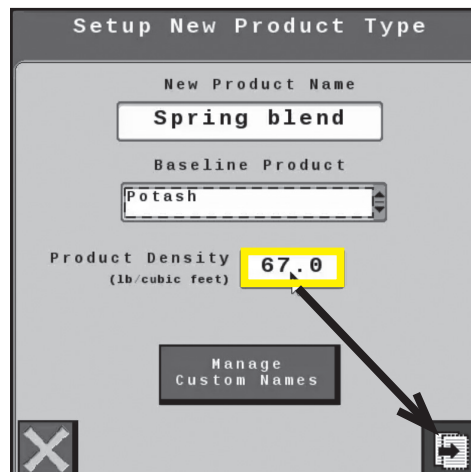 Setup New Product Type
New Product Name
Spring blend
Baseline Product
Potash
Product Density
(lb/cubic feet)
67.0
Manage
Custom Names